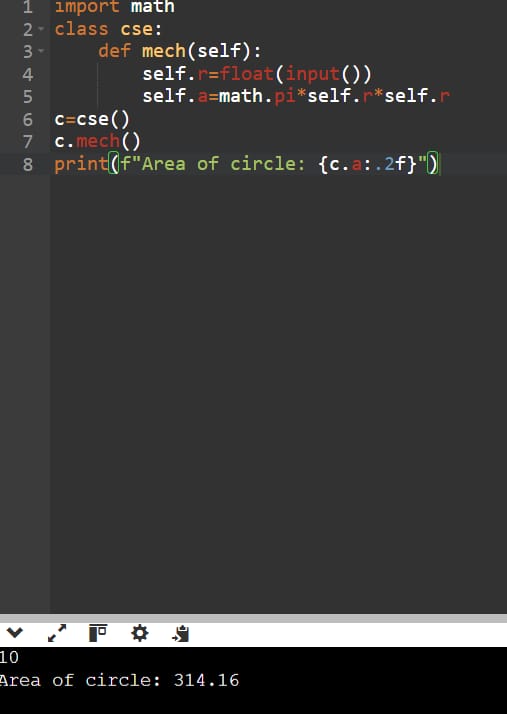 1 import math
2 class cse:
3     def mech(self):
4         self.r=float(input())
5         self.a=math.pi*self.r*self.r
6 c=cse()
7 c.mech()
8 print(f"Area of circle: {c.a:.2f}")
10
Area of circle: 314.16